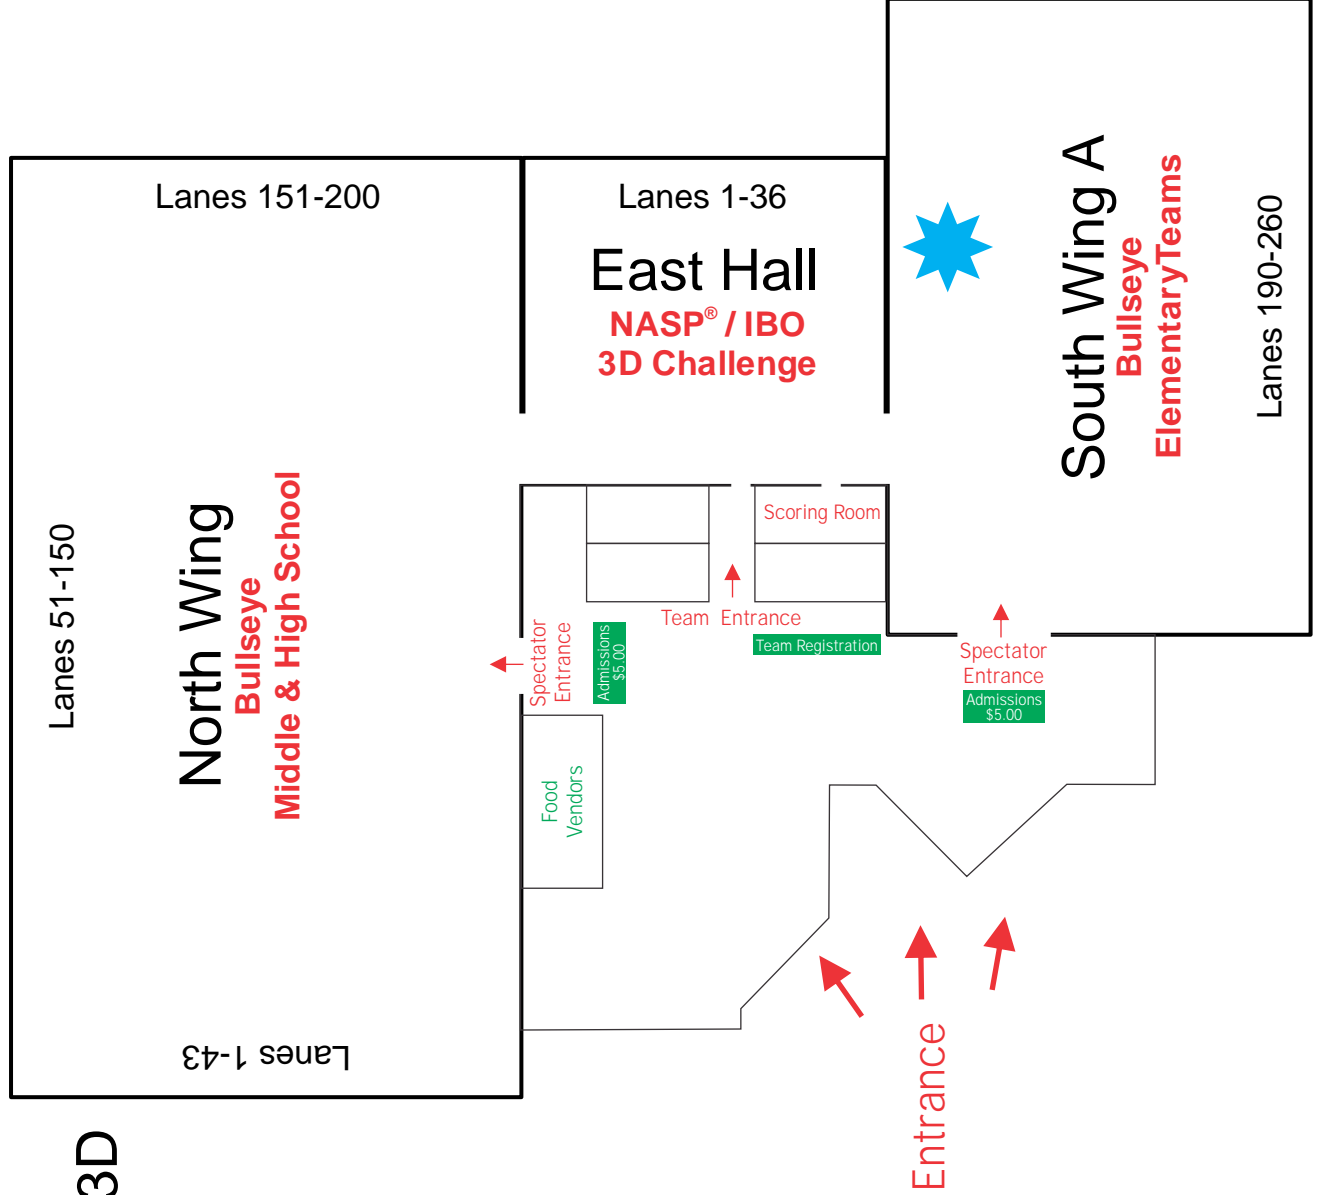 Lanes 151-200
Lanes 1-36
East Hall
NASP® / IBO
3D Challenge
South Wing A
Bullseye
ElementaryTeams
Lanes 190-260
Lanes 51-150
North Wing
Bullseye
Middle & High School
Scoring Room
Team Entrance
Team Registration
Spectator
Entrance
Admissions
$5.00
Spectator
Entrance
Admissions
$5.00
Food
Vendors
Lanes 1-43
Entrance
3D